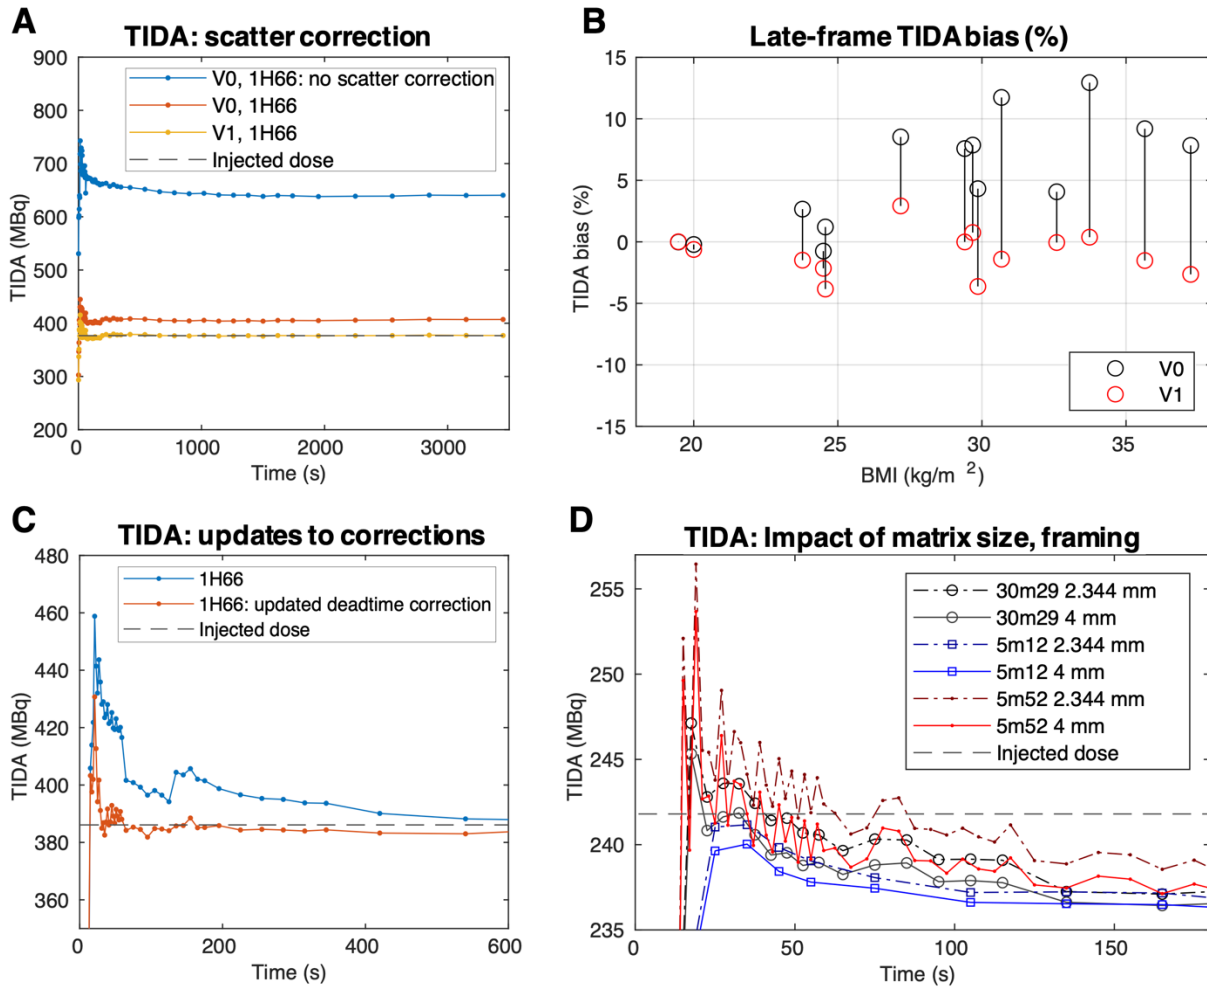 A
TIDA: scatter correction
900
800
700
600
500
400
300
200
TIDA (MBq)
V0, 1H66: no scatter correction
V0, 1H66
V1, 1H66
Injected dose
0
1000
2000
3000
Time (s)
B
Late-frame TIDA bias (%)
15
10
5
0
-5
-10
-15
TIDA bias (%)
V0
V1
20
25
30
35
BMI (kg/m 2)
C
TIDA: updates to corrections
480
460
440
420
400
380
360
TIDA (MBq)
1H66
1H66: updated deadtime correction
Injected dose
0
200
400
600
Time (s)
D
TIDA: Impact of matrix size, framing
255
250
245
240
235
TIDA (MBq)
30m29 2.344 mm
30m29 4 mm
5m12 2.344 mm
5m12 4 mm
5m52 2.344 mm
5m52 4 mm
Injected dose
0
50
100
150
Time (s)